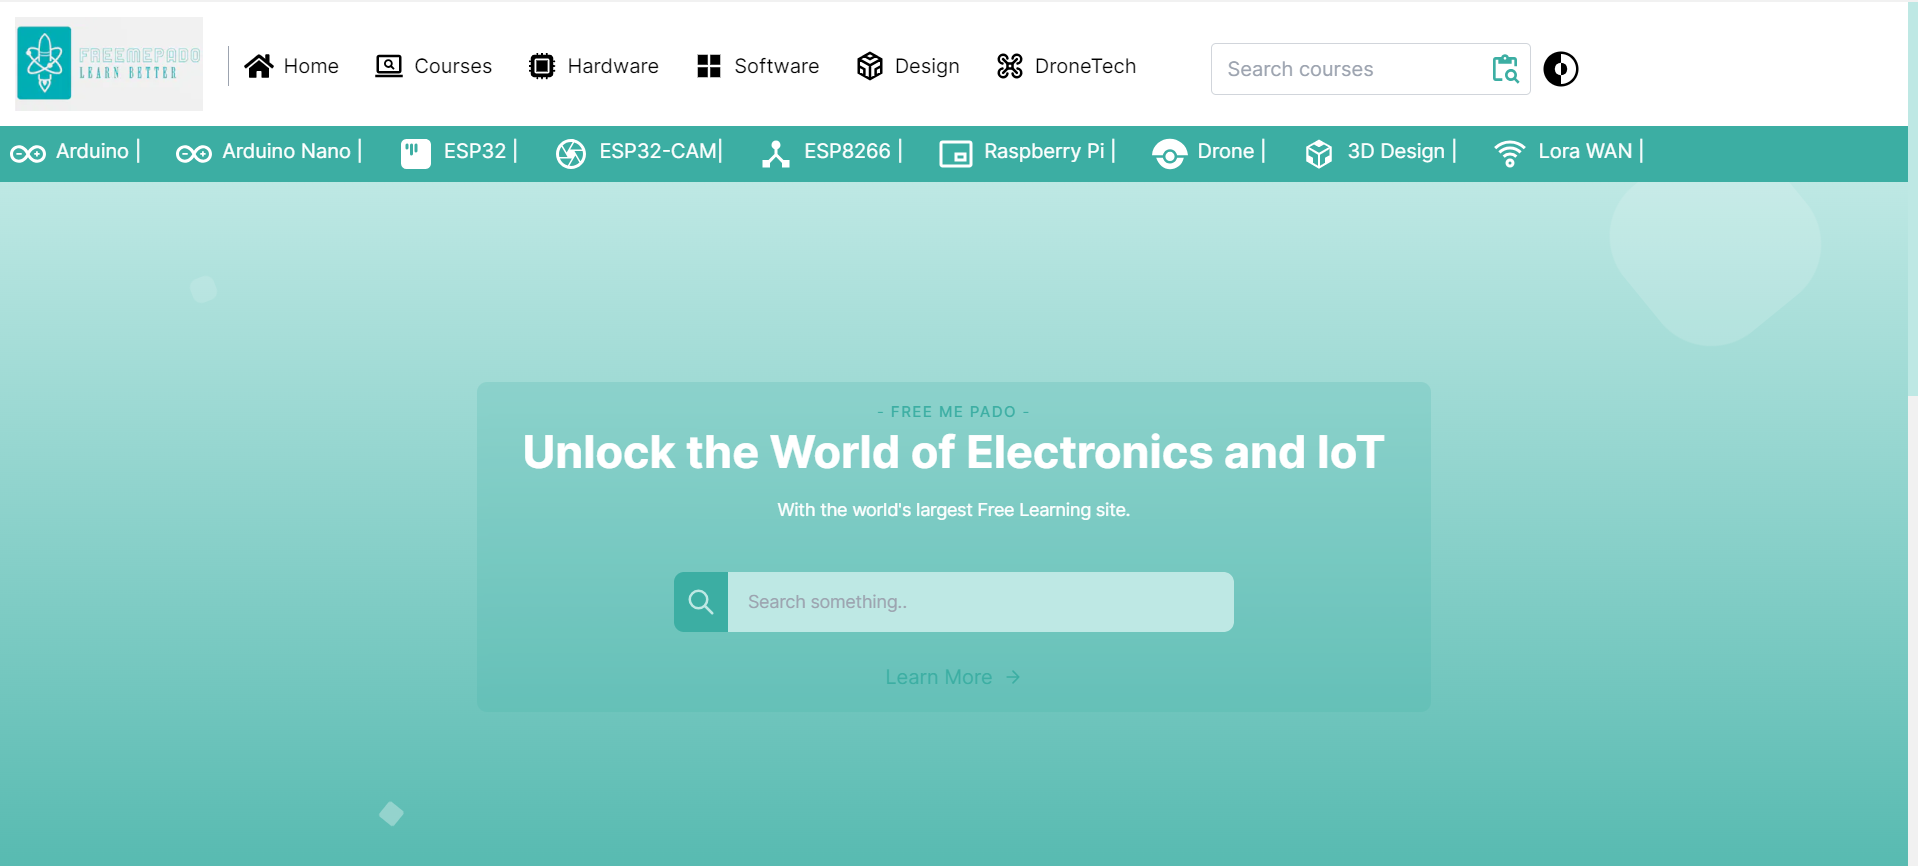 FREEMEPADO
LEARN BETTER
Home
Courses
Hardware
Software
Design
DroneTech
Search courses
Arduino |
Arduino Nano |
ESP32 |
ESP32-CAM|
ESP8266 |
Raspberry Pi |
Drone |
3D Design |
Lora WAN |
- FREE ME PADO -
Unlock the World of Electronics and IoT
With the world's largest Free Learning site.
Search something..
Learn More →